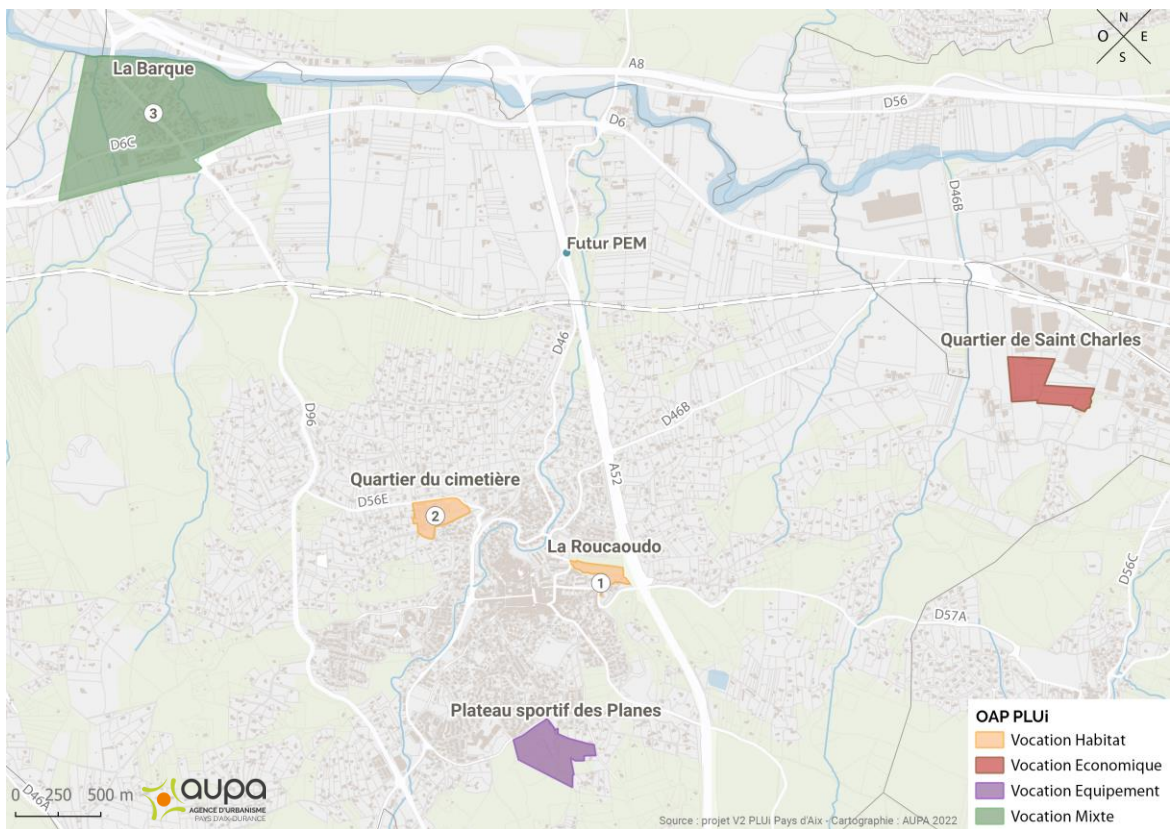 N
O E
S
La Barque
A8
3
D56
D6
D6C
D46B
Futur PEM
D46
Quartier de Saint Charles
D96
D46B
A52
Quartier du cimetière
D56E
2
La Roucaoudo
1
D56C
D57A
Plateau sportif des Planes
OAP PLUi
Vocation Habitat
Vocation Economique
Vocation Equipement
Vocation Mixte
D46A
0 250 500 m
aupa
AGENCE D'URBANISME
PAYS D'AIX-DURANCE
Source : projet V2 PLUi Pays d'Aix - Cartographie : AUPA 2022